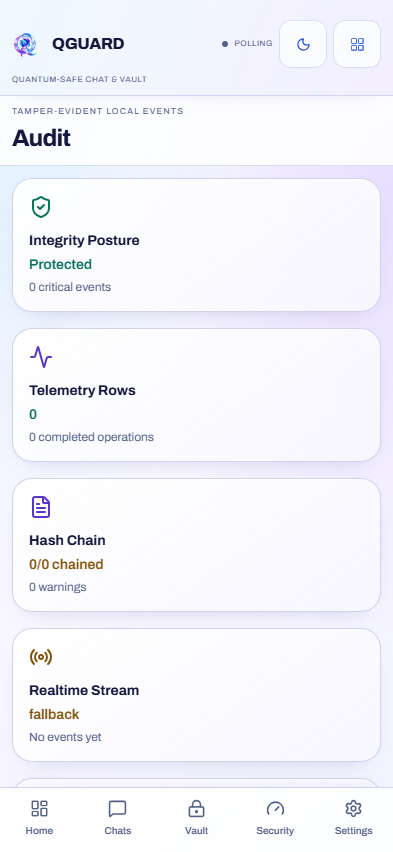 QGUARD
POLLING
QUANTUM-SAFE CHAT & VAULT
TAMPER-EVIDENT LOCAL EVENTS
Audit
Integrity Posture
Protected
0 critical events
Telemetry Rows
0
0 completed operations
Hash Chain
0/0 chained
0 warnings
Realtime Stream
fallback
No events yet
Home
Chats
Vault
Security
Settings